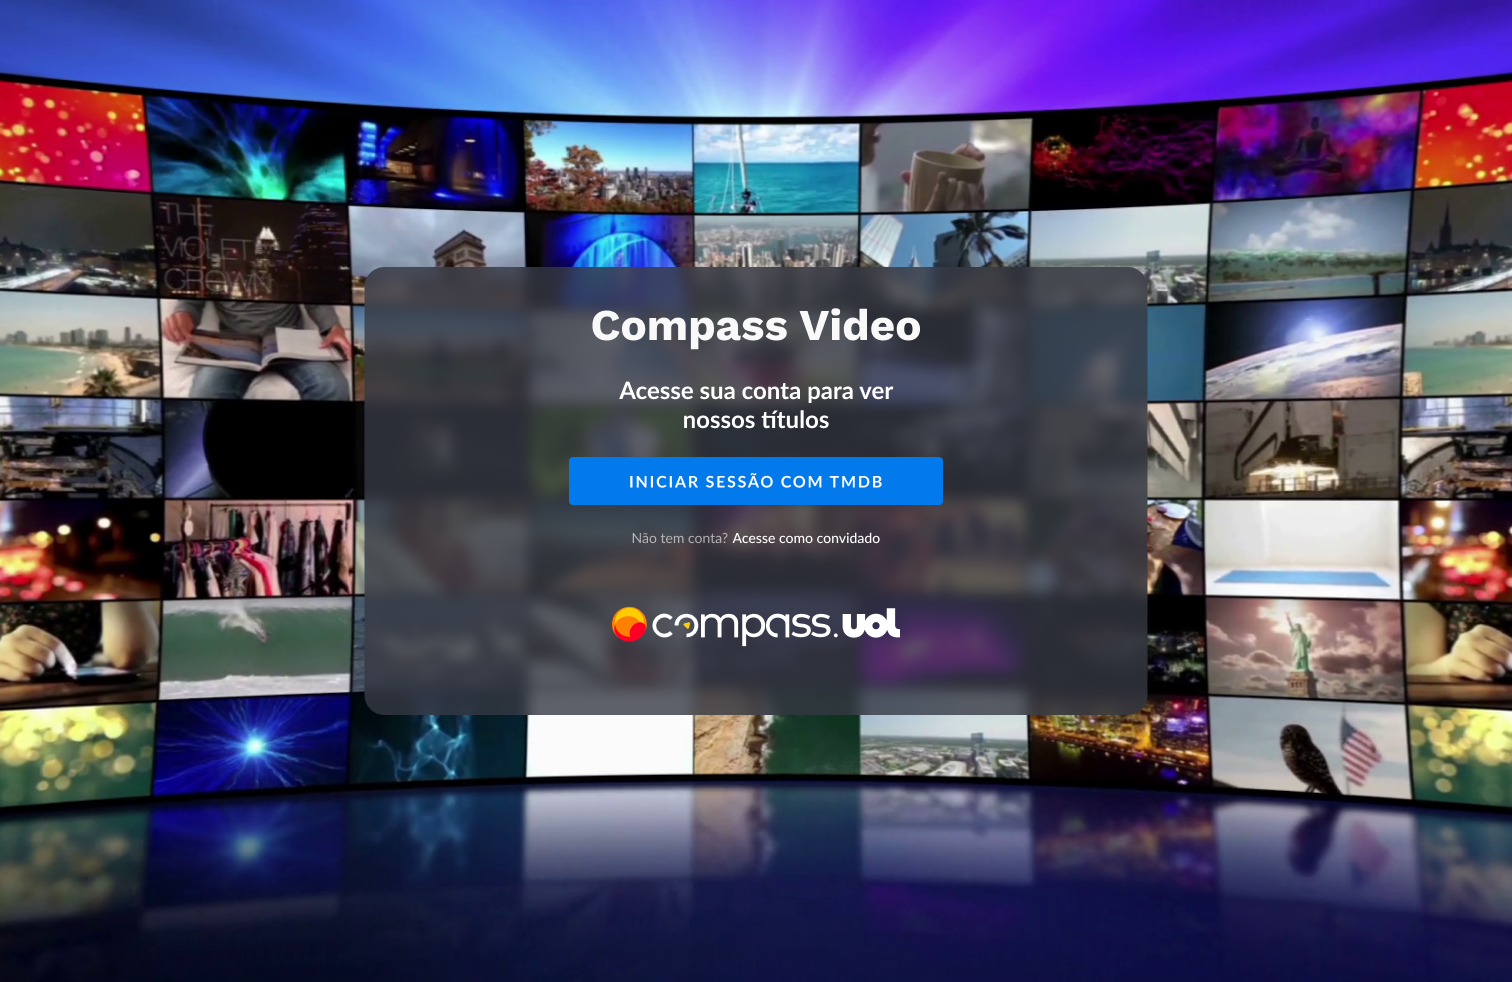 THE
VIOLET
CROWN
Compass Video
Acesse sua conta para ver
nossos títulos
INICIAR SESSÃO COM TMDB
Não tem conta? Acesse como convidado
compass.uol